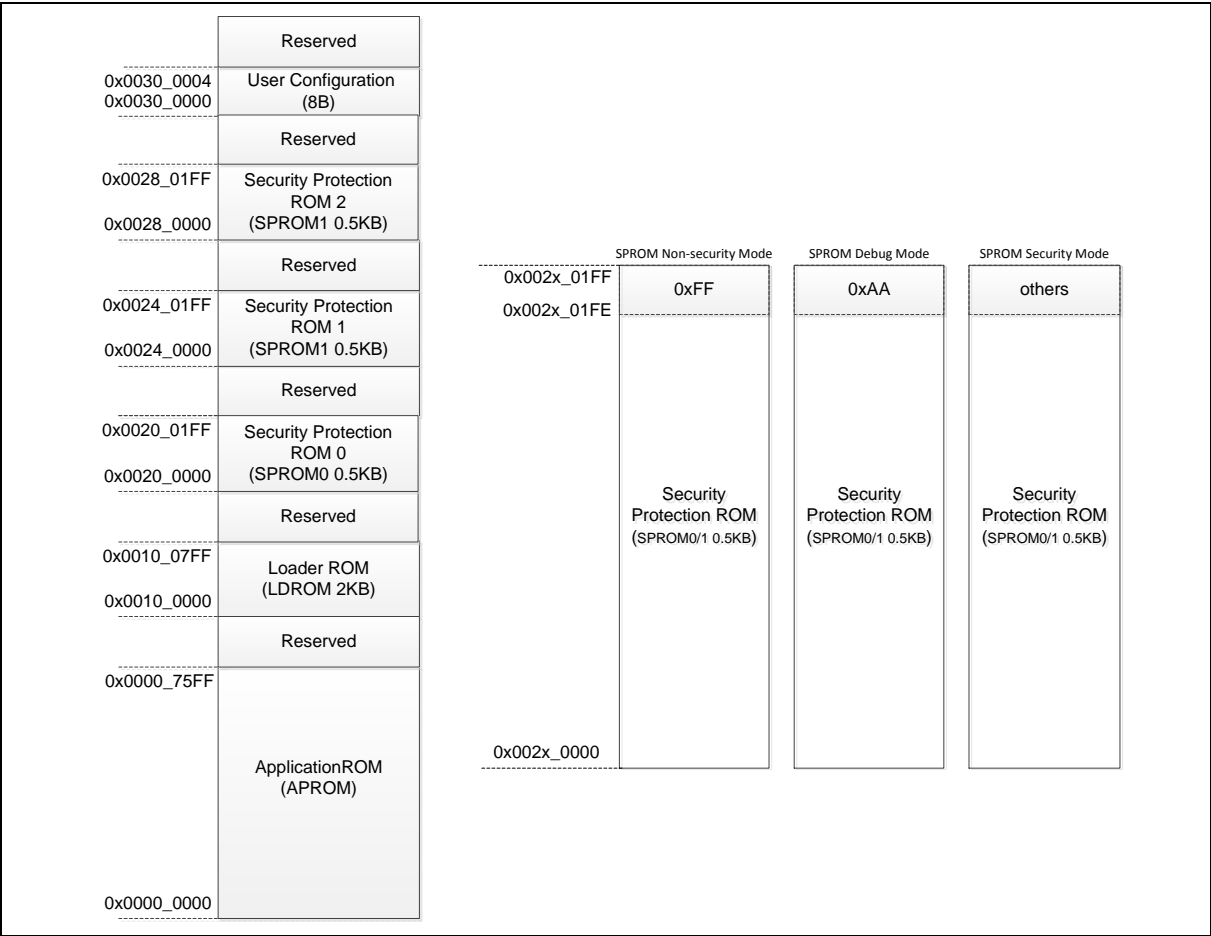 Reserved
0x0030_0004
0x0030_0000
User Configuration
(8B)
Reserved
0x0028_01FF
0x0028_0000
Security Protection
ROM 2
(SPROM1 0.5KB)
Reserved
0x0024_01FF
0x0024_0000
Security Protection
ROM 1
(SPROM1 0.5KB)
Reserved
0x0020_01FF
0x0020_0000
Security Protection
ROM 0
(SPROM0 0.5KB)
Reserved
0x0010_07FF
0x0010_0000
Loader ROM
(LDROM 2KB)
Reserved
0x0000_75FF
ApplicationROM
(APROM)
0x0000_0000
SPROM Non-security Mode
SPROM Debug Mode
SPROM Security Mode
0x002x_01FF
0x002x_01FE
0xFF
0xAA
others
Security
Protection ROM
(SPROM0/1 0.5KB)
Security
Protection ROM
(SPROM0/1 0.5KB)
Security
Protection ROM
(SPROM0/1 0.5KB)
0x002x_0000